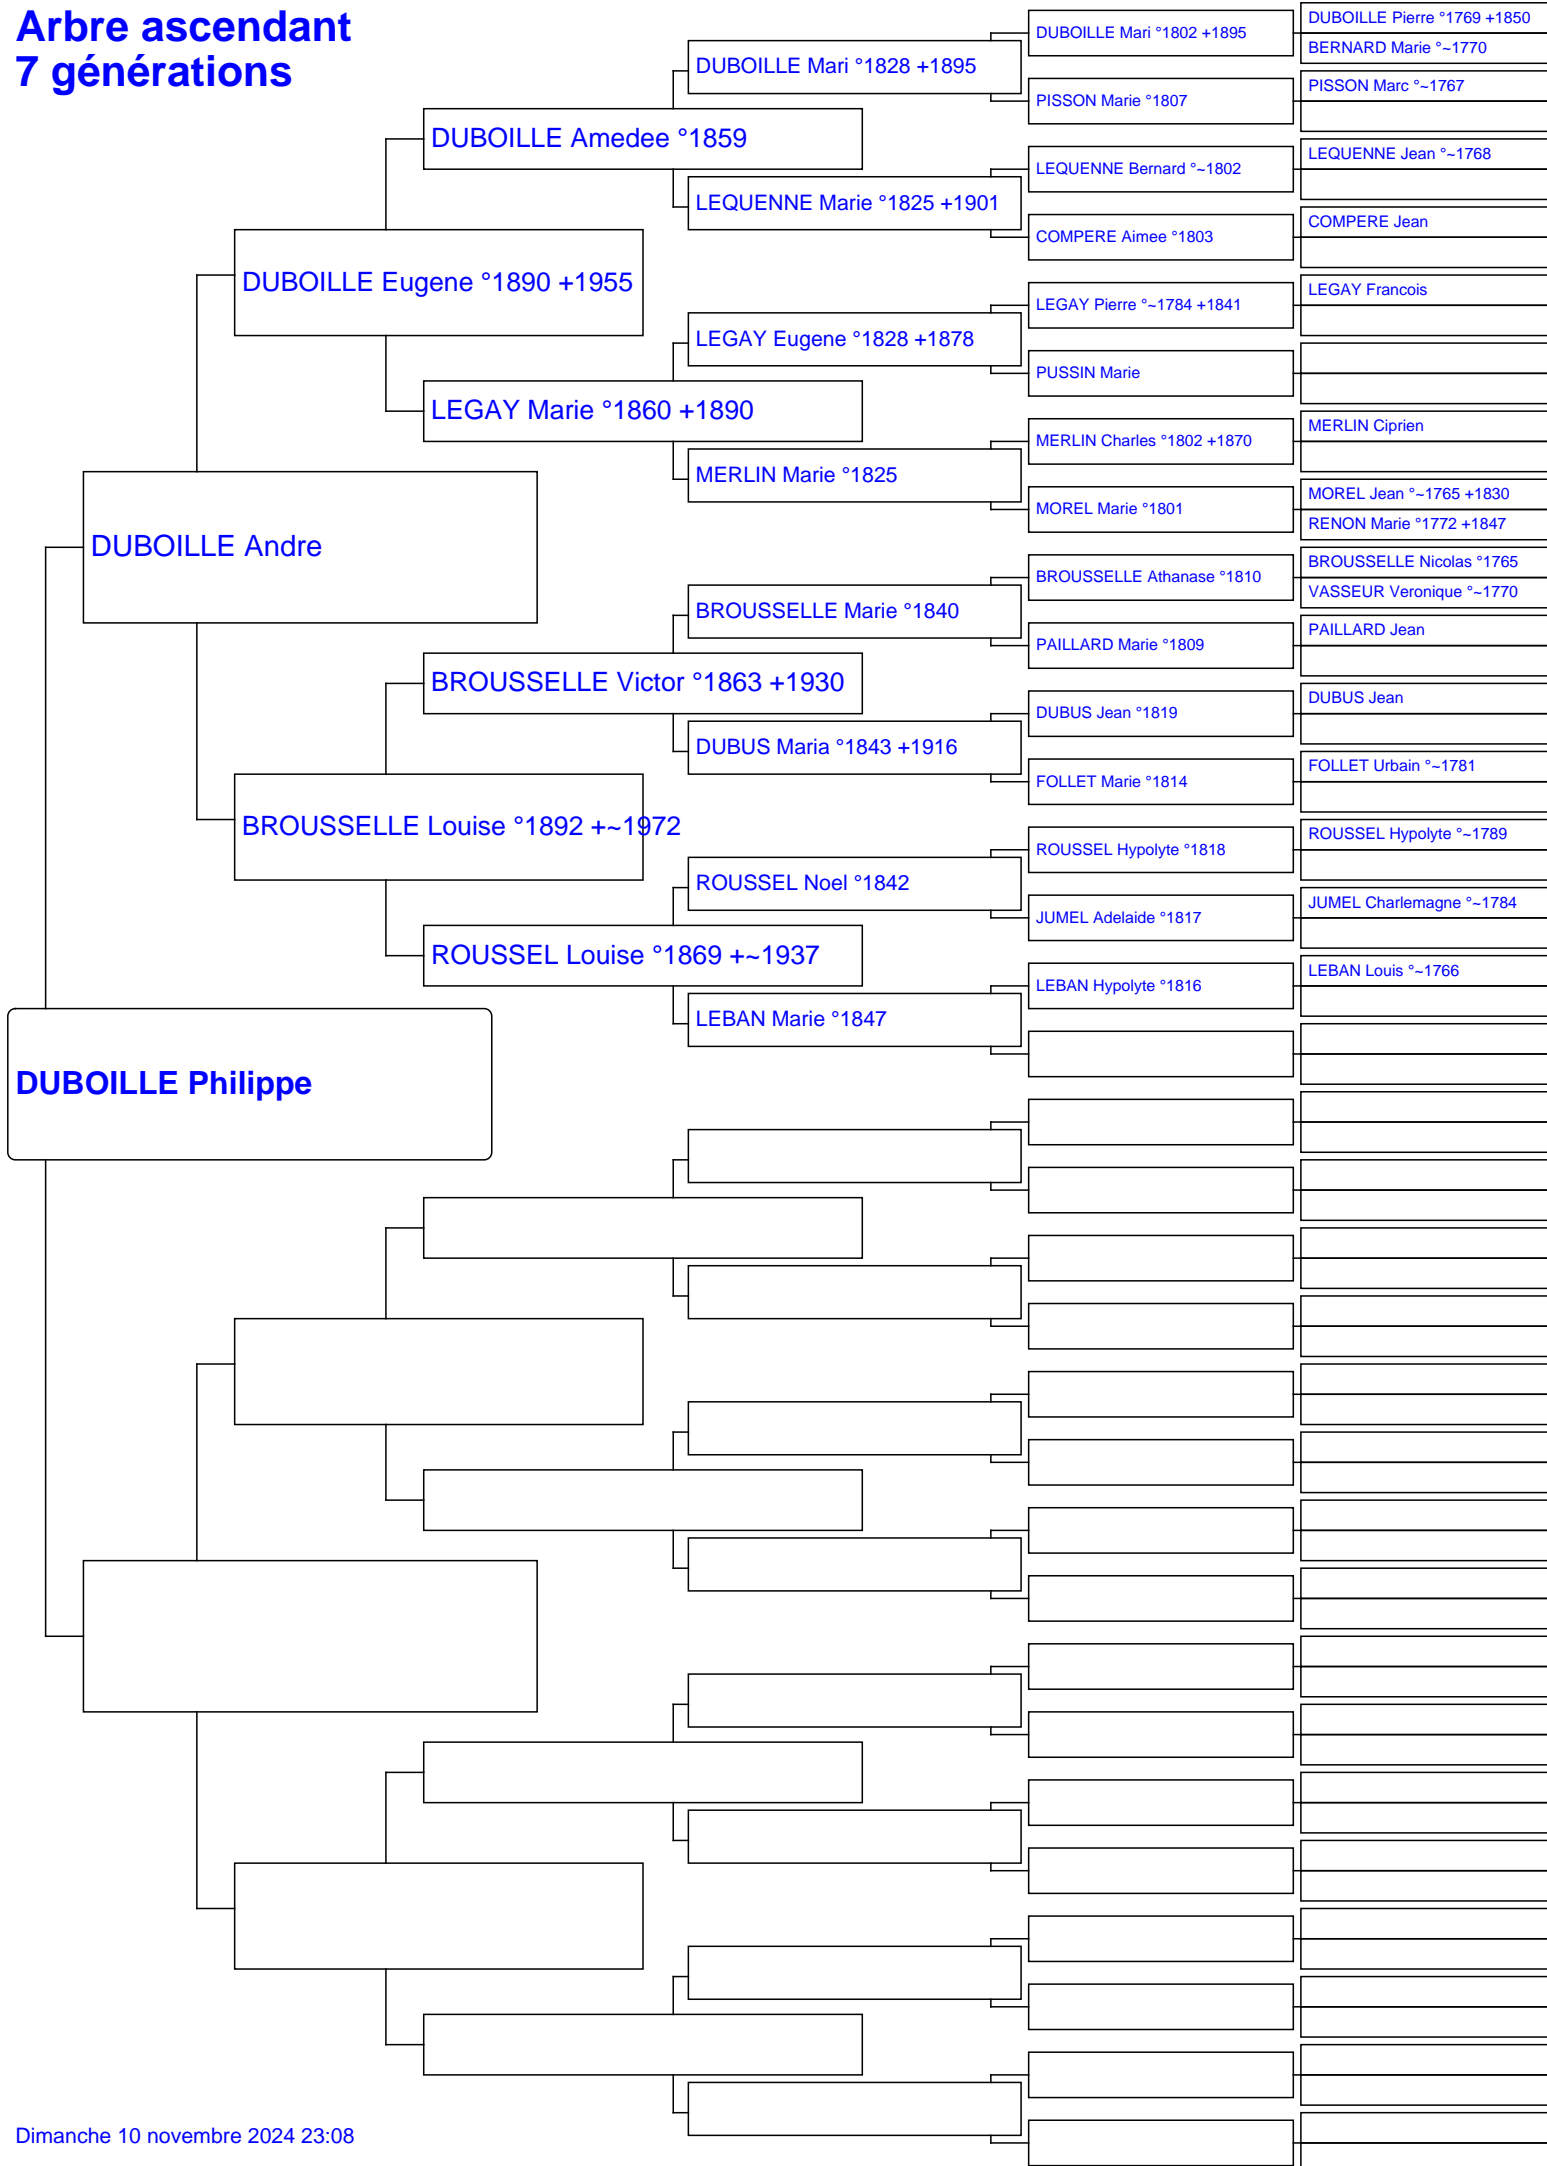 Arbre ascendant
7 générations
DUBOILLE Philippe
DUBOILLE Andre
DUBOILLE Eugene °1890 +1955
BROUSSELLE Louise °1892 +~1972
DUBOILLE Amedee °1859
LEGAY Marie °1860 +1890
BROUSSELLE Victor °1863 +1930
ROUSSEL Louise °1869 +~1937
DUBOILLE Mari °1828 +1895
LEQUENNE Marie °1825 +1901
LEGAY Eugene °1828 +1878
MERLIN Marie °1825
BROUSSELLE Marie °1840
DUBUS Maria °1843 +1916
ROUSSEL Noel °1842
LEBAN Marie °1847
DUBOILLE Mari °1802 +1895
PISSON Marie °1807
LEQUENNE Bernard °~1802
COMPERE Aimee °1803
LEGAY Pierre °~1784 +1841
PUSSIN Marie
MERLIN Charles °1802 +1870
MOREL Marie °1801
BROUSSELLE Athanase °1810
PAILLARD Marie °1809
DUBUS Jean °1819
FOLLET Marie °1814
ROUSSEL Hypolyte °1818
JUMEL Adelaide °1817
LEBAN Hypolyte °1816
DUBOILLE Pierre °1769 +1850
BERNARD Marie °~1770
PISSON Marc °~1767
LEQUENNE Jean °~1768
COMPERE Jean
LEGAY Francois
MERLIN Ciprien
MOREL Jean °~1765 +1830
RENON Marie °1772 +1847
BROUSSELLE Nicolas °1765
VASSEUR Veronique °~1770
PAILLARD Jean
DUBUS Jean
FOLLET Urbain °~1781
ROUSSEL Hypolyte °~1789
JUMEL Charlemagne °~1784
LEBAN Louis °~1766
Dimanche 10 novembre 2024 23:08